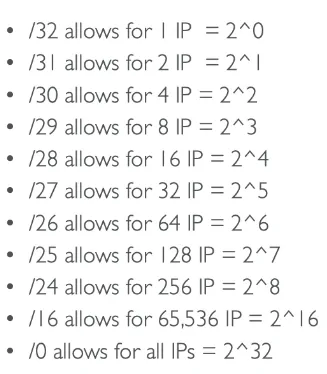 • /32 allows for 1 IP = 2^0
• /31 allows for 2 IP = 2^1
• /30 allows for 4 IP = 2^2
• /29 allows for 8 IP = 2^3
• /28 allows for 16 IP = 2^4
• /27 allows for 32 IP = 2^5
• /26 allows for 64 IP = 2^6
• /25 allows for 128 IP = 2^7
• /24 allows for 256 IP = 2^8
• /16 allows for 65,536 IP = 2^16
• /0 allows for all IPs = 2^32